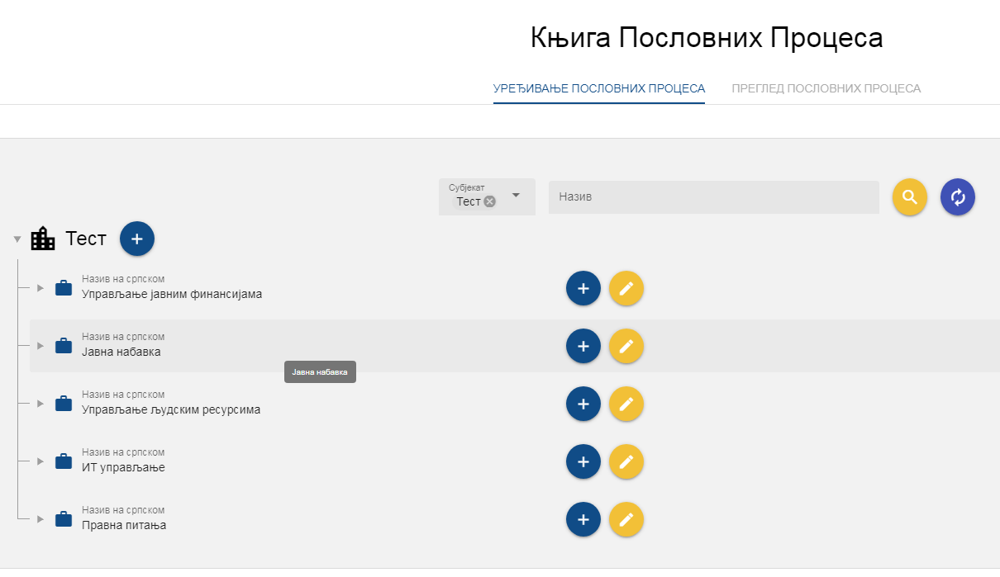 Књига Пословних Процеса
УРЕЂИВАЊЕ ПОСЛОВНИХ ПРОЦЕСА
ПРЕГЛЕД ПОСЛОВНИХ ПРОЦЕСА
Субјекат
Тест
Назив
Тест
Назив на српском
Управљање јавним финансијама
Назив на српском
Јавна набавка
Јавна набавка
Назив на српском
Управљање људским ресурсима
Назив на српском
ИТ управљање
Назив на српском
Правна питања